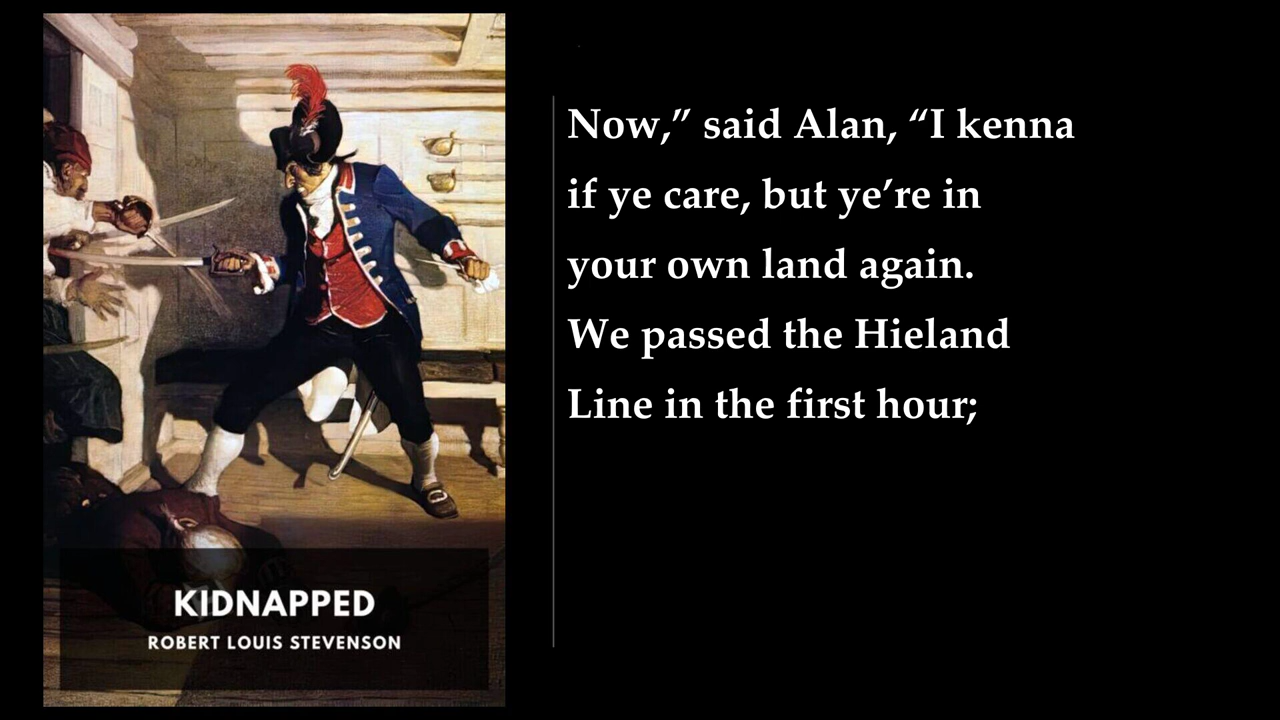 KIDNAPPED
ROBERT LOUIS STEVENSON
Now,” said Alan, “I kenna
if ye care, but ye’re in
your own land again.
We passed the Hieland
Line in the first hour;